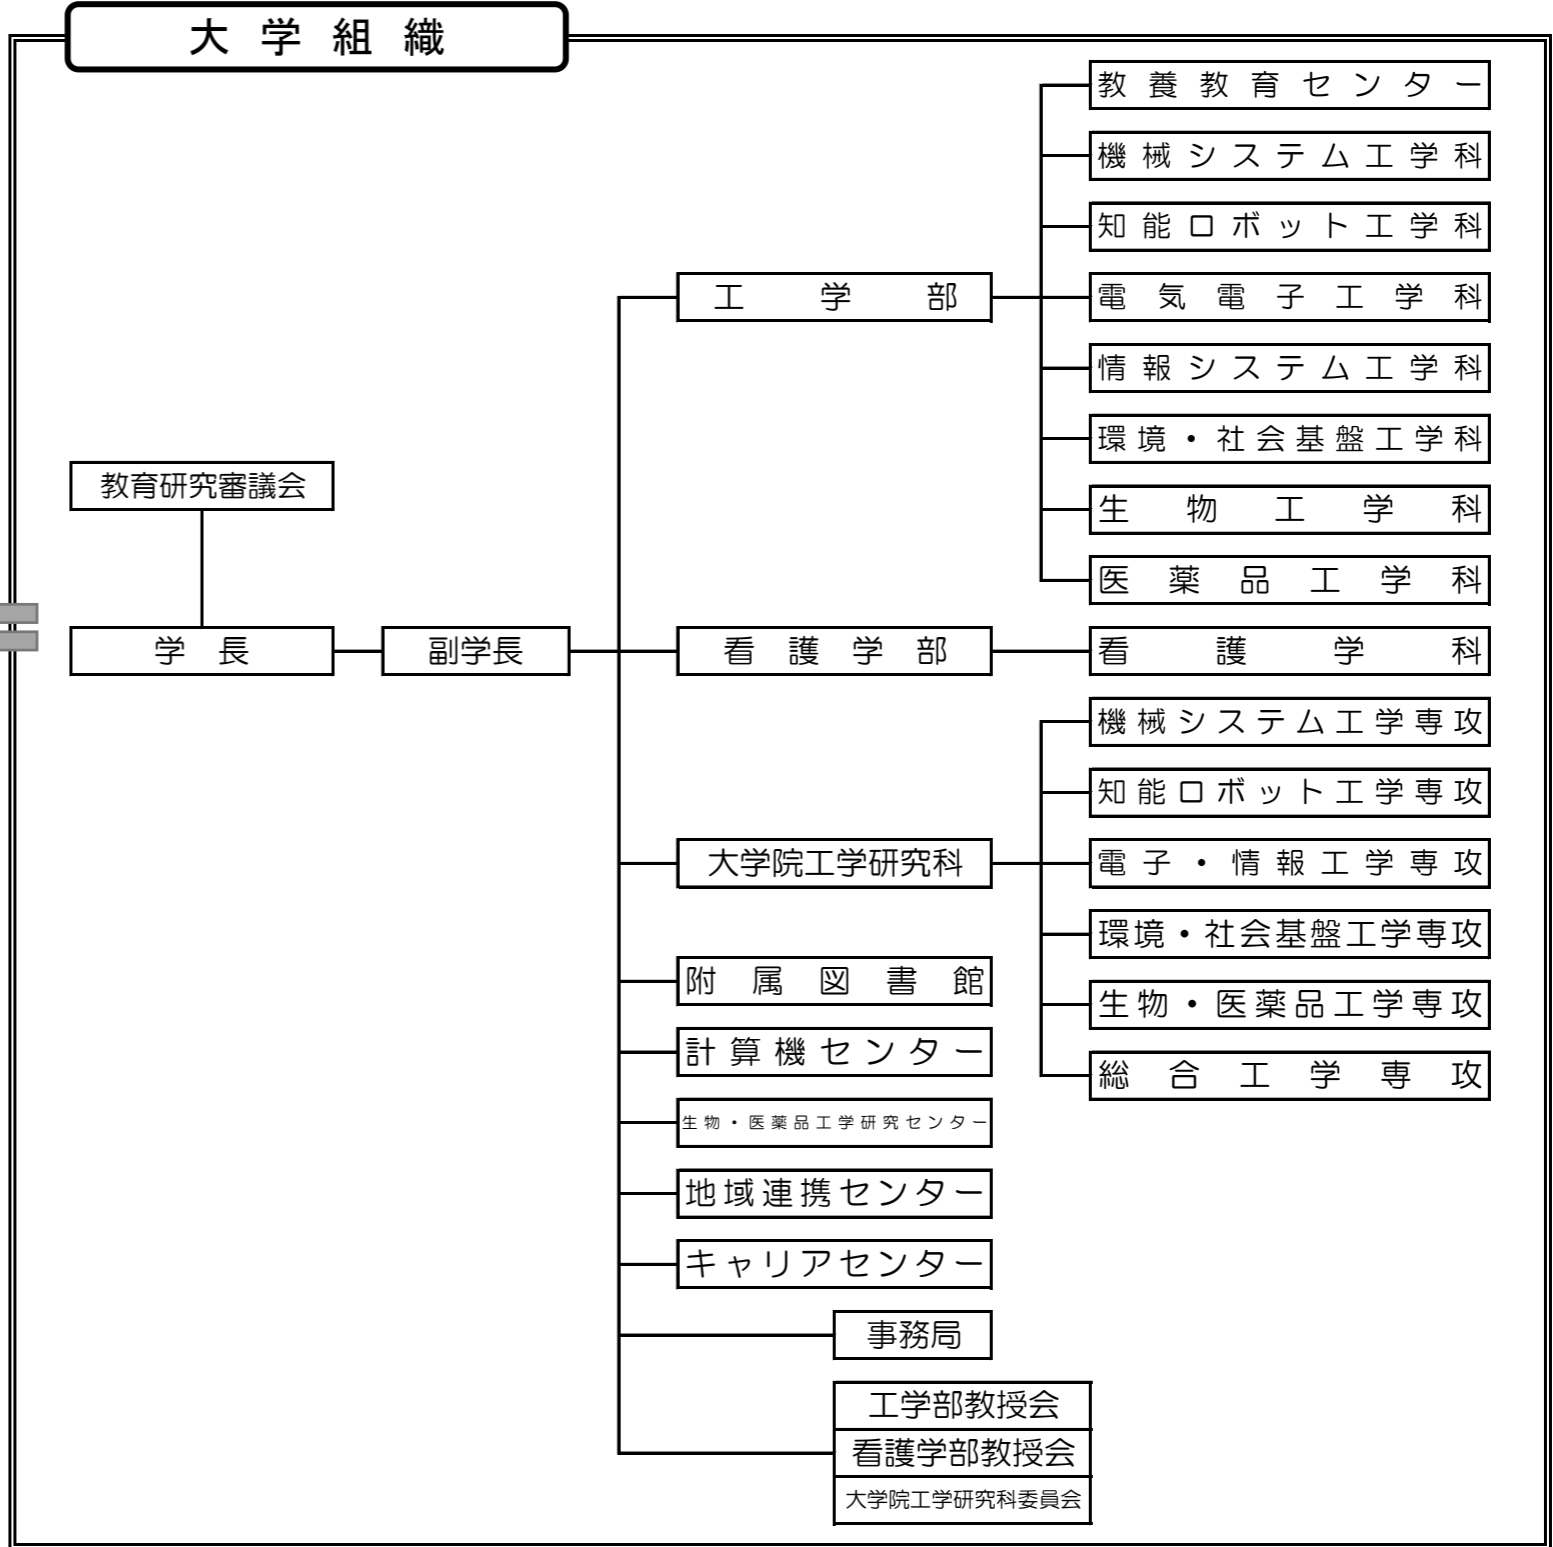 大学組織
教養教育センター
機械システム工学科
知能ロボット工学科
工学部
電気電子工学科
情報システム工学科
環境・社会基盤工学科
教育研究審議会
生物工学科
医薬品工学科
学長
副学長
看護学部
看護学科
機械システム工学専攻
知能ロボット工学専攻
大学院工学研究科
電子・情報工学専攻
環境・社会基盤工学専攻
附属図書館
生物・医薬品工学専攻
計算機センター
総合工学専攻
生物・医薬品工学研究センター
地域連携センター
キャリアセンター
事務局
工学部教授会
看護学部教授会
大学院工学研究科委員会